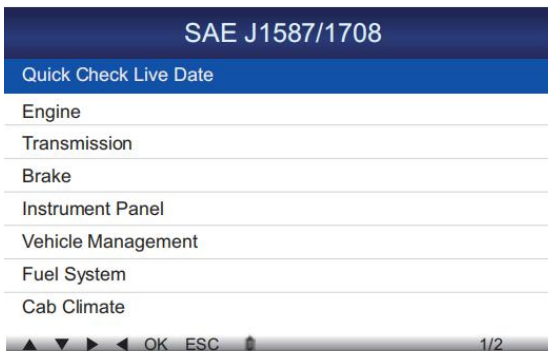 SAE J1587/1708
Quick Check Live Date
Engine
Transmission
Brake
Instrument Panel
Vehicle Management
Fuel System
Cab Climate
▲ ▼ ▶ ◀ OK ESC 1/2